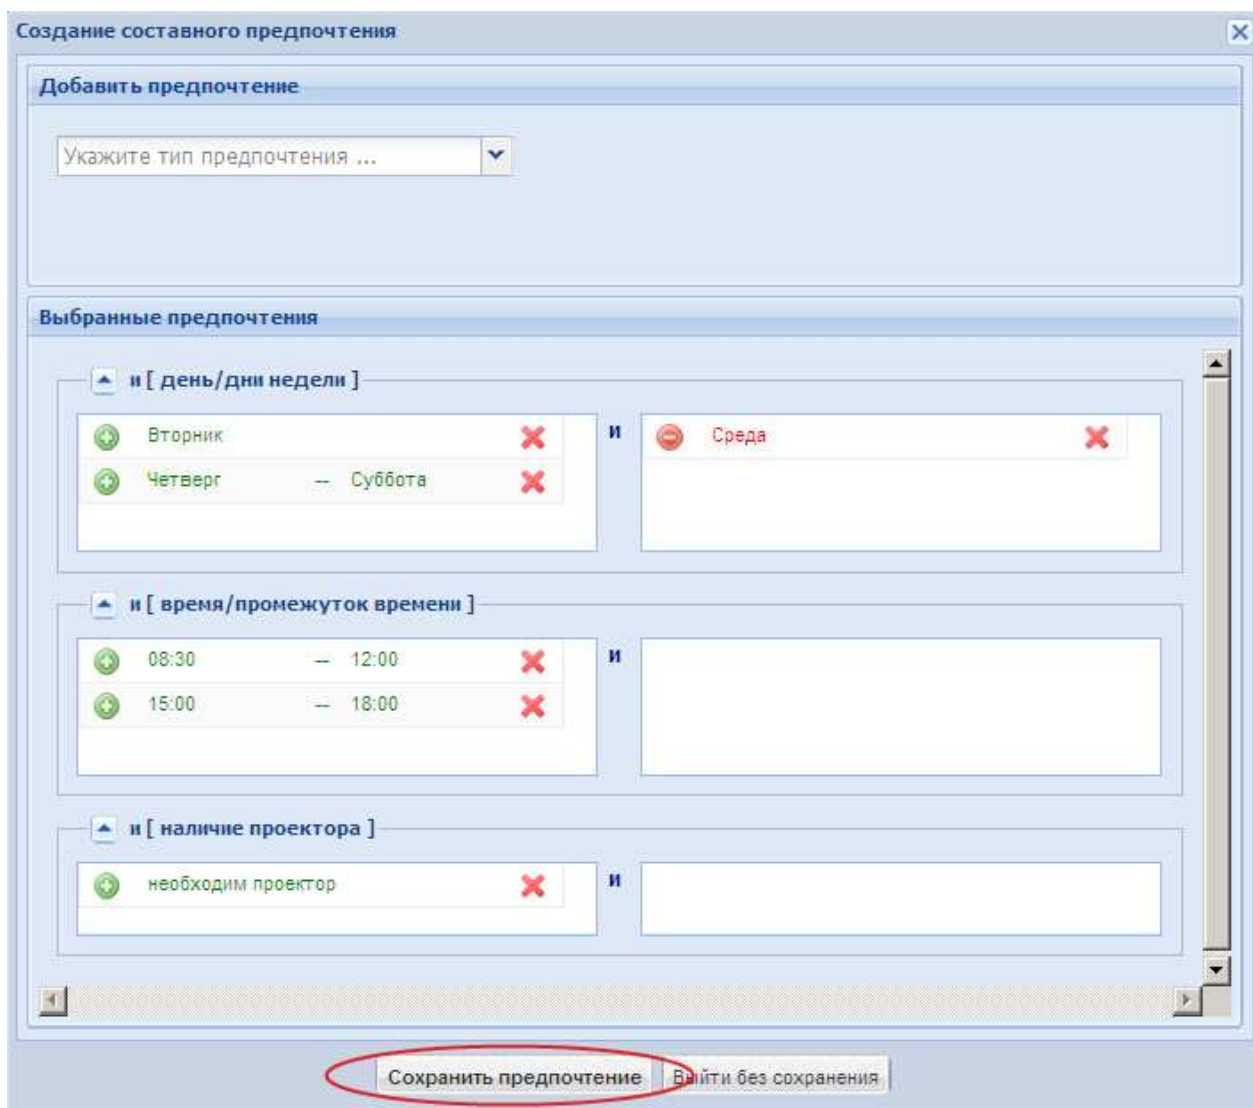 Создание составного предпочтения
Добавить предпочтение
Укажите тип предпочтения ...
Выбранные предпочтения
и [ день/дни недели ]
Вторник и Среда
Четверг -- Суббота
и [ время/промежуток времени ]
08:30 -- 12:00 и
15:00 -- 18:00
и [ наличие проектора ]
необходим проектор и
Сохранить предпочтение Выйти без сохранения